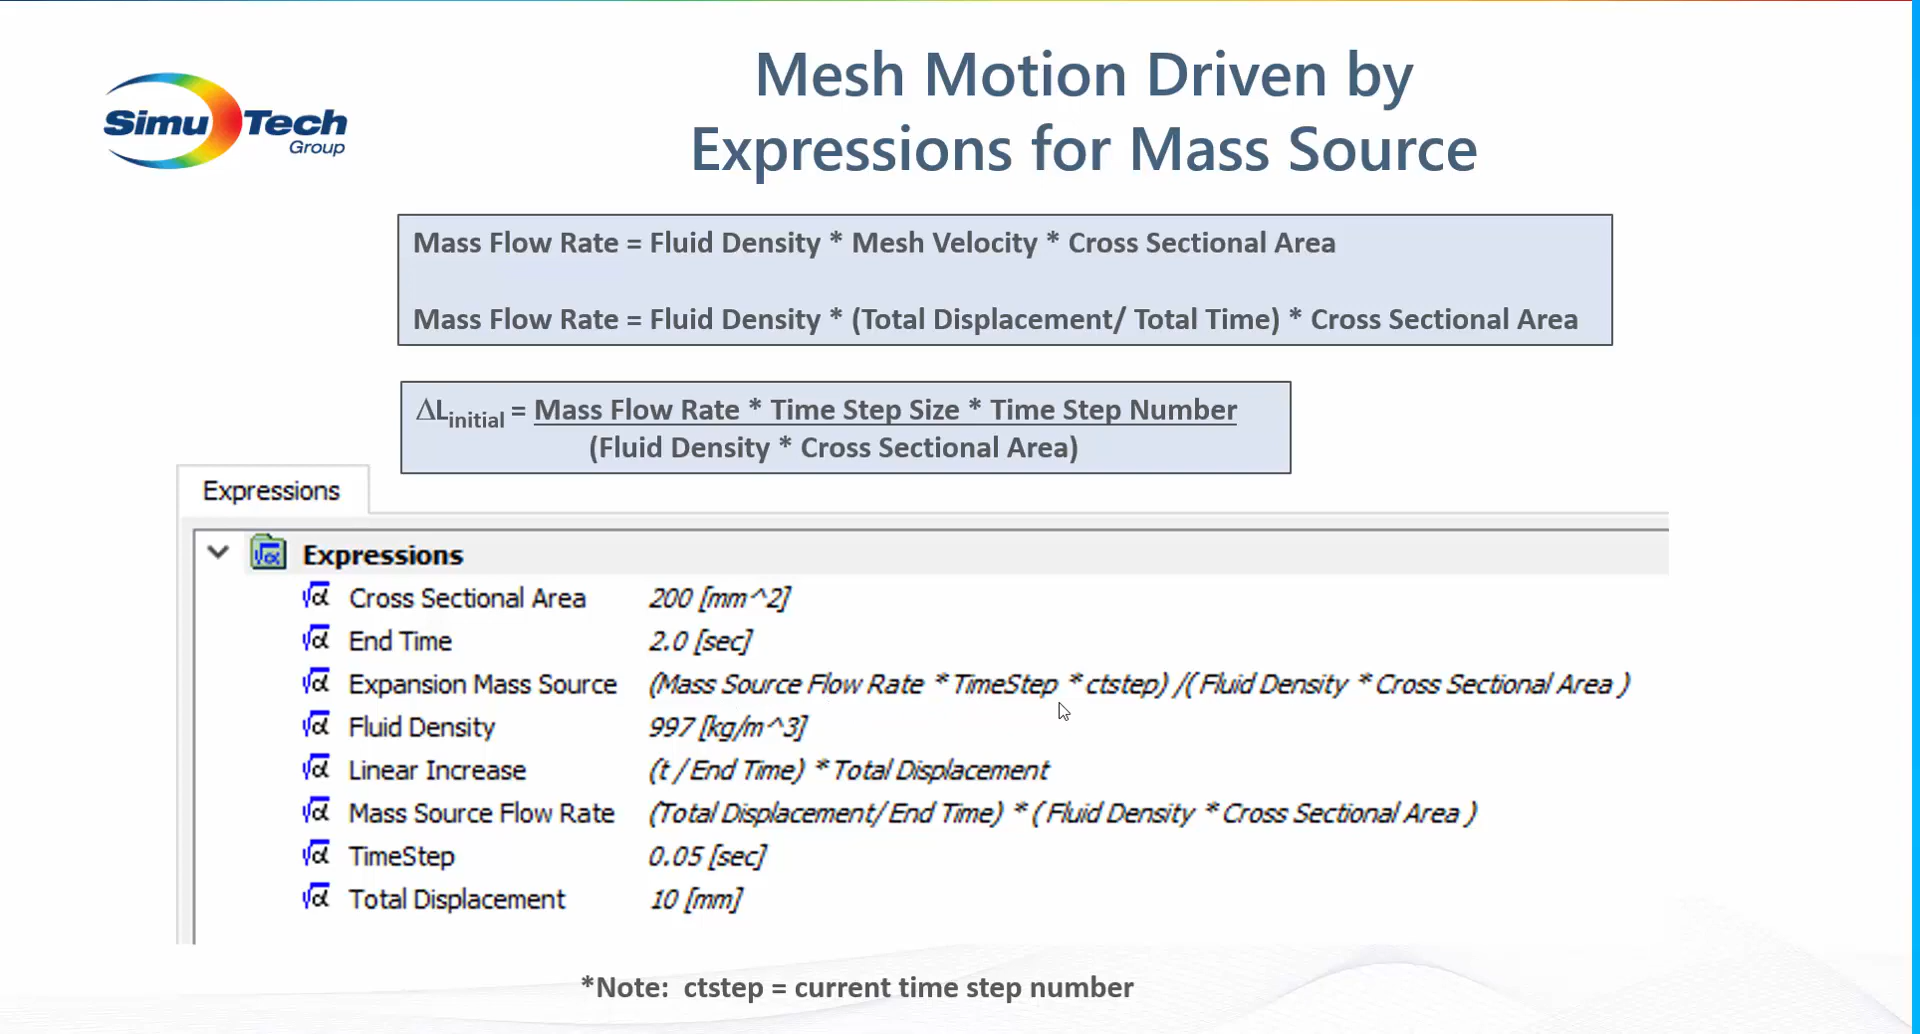 Mesh Motion Driven by
Expressions for Mass Source
Simu Tech
Group
Mass Flow Rate = Fluid Density * Mesh Velocity * Cross Sectional Area
Mass Flow Rate = Fluid Density * (Total Displacement/ Total Time) * Cross Sectional Area
ΔLinitial = Mass Flow Rate * Time Step Size * Time Step Number
(Fluid Density * Cross Sectional Area)
Expressions
Expressions
Cross Sectional Area 200 [mm^2]
End Time 2.0 [sec]
Expansion Mass Source (Mass Source Flow Rate * TimeStep * ctstep) /( Fluid Density * Cross Sectional Area )
Fluid Density 997 [kg/m^3]
Linear Increase (t / End Time) * Total Displacement
Mass Source Flow Rate (Total Displacement/ End Time) * ( Fluid Density * Cross Sectional Area )
TimeStep 0.05 [sec]
Total Displacement 10 [mm]
*Note: ctstep = current time step number